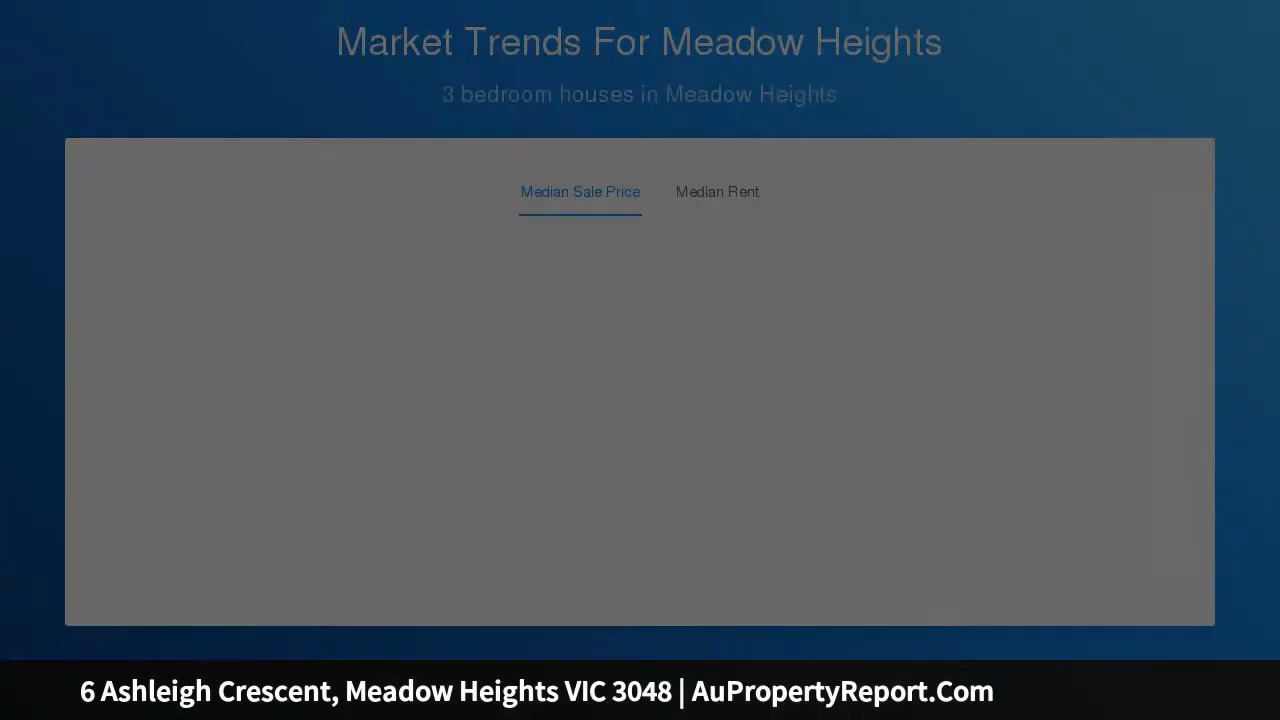 Market Trends For Meadow Heights
3 bedroom houses in Meadow Heights
Median Sale Price Median Rent
6 Ashleigh Crescent, Meadow Heights VIC 3048 | AuPropertyReport.Com